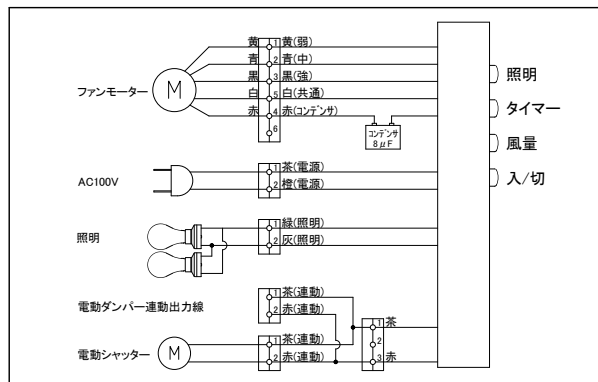 黄 1 黄(弱)
青 2 青(中)
黒 3 黒(強)
白 5 白(共通)
赤 4 赤(コンデンサ)
6
ファンモーター
M
コンデンサ
8μF
照明
タイマー
風量
入/切
AC100V
1 茶(電源)
2 橙(電源)
照明
1 緑(照明)
2 灰(照明)
電動ダンパー連動出力線
1 茶(連動)
2 赤(連動)
電動シャッター
M
1 茶(連動)
2 赤(連動)
1 茶
2
3 赤